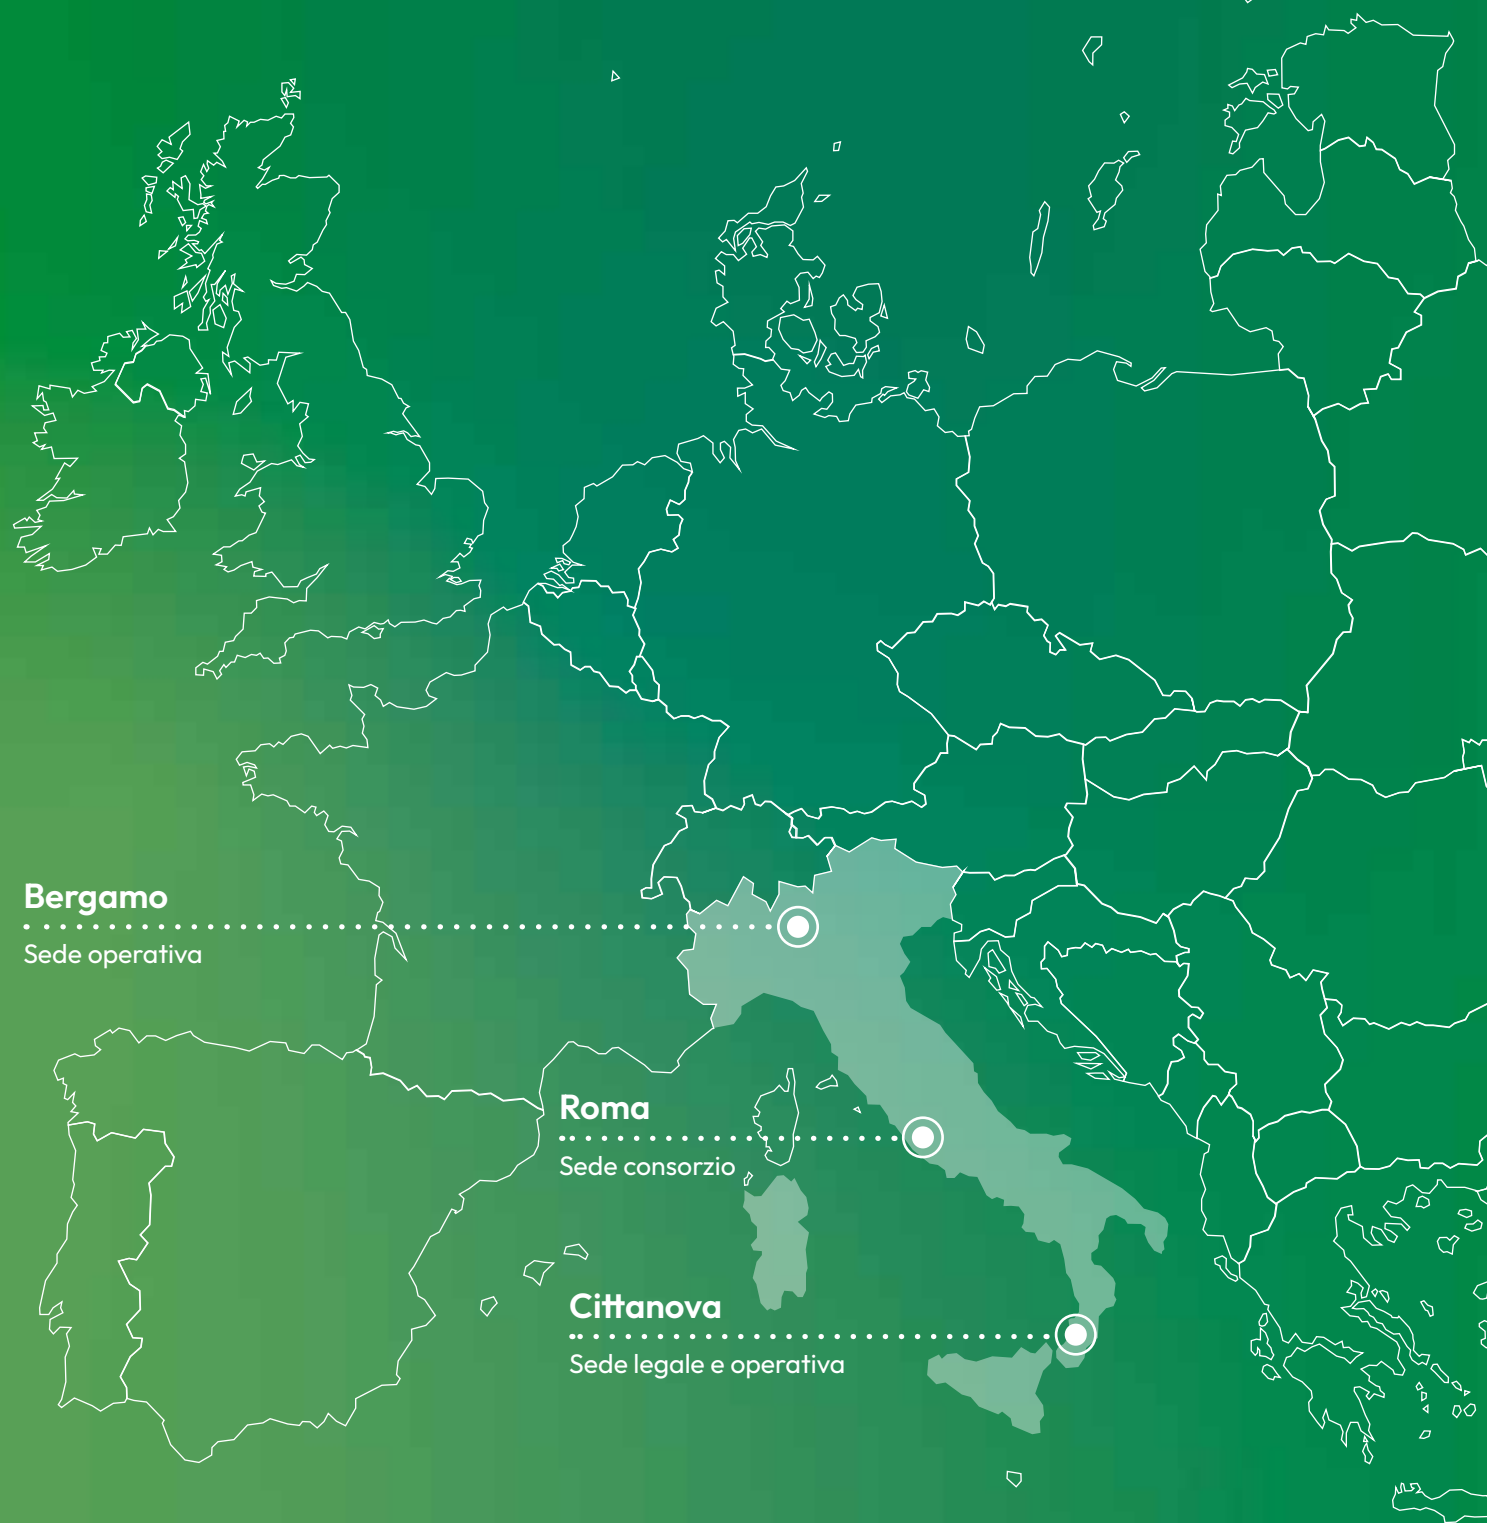 Bergamo
Sede operativa
Roma
Sede consorzio
Cittanova
Sede legale e operativa